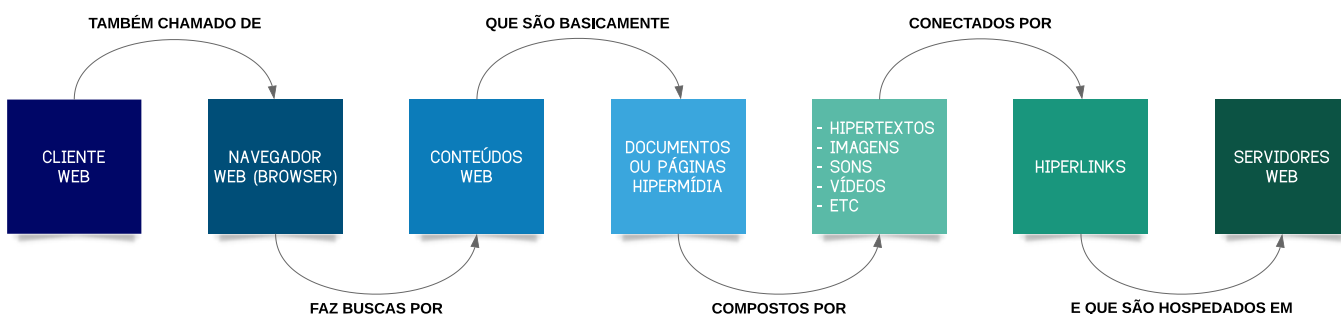 TAMBÉM CHAMADO DE
QUE SÃO BASICAMENTE
CONECTADOS POR
CLIENTE
WEB
NAVEGADOR
WEB (BROWSER)
CONTEÚDOS
WEB
DOCUMENTOS
OU PÁGINAS
HIPERMÍDIA
- HIPERTEXTOS
- IMAGENS
- SONS
- VÍDEOS
- ETC
HIPERLINKS
SERVIDORES
WEB
FAZ BUSCAS POR
COMPOSTOS POR
E QUE SÃO HOSPEDADOS EM